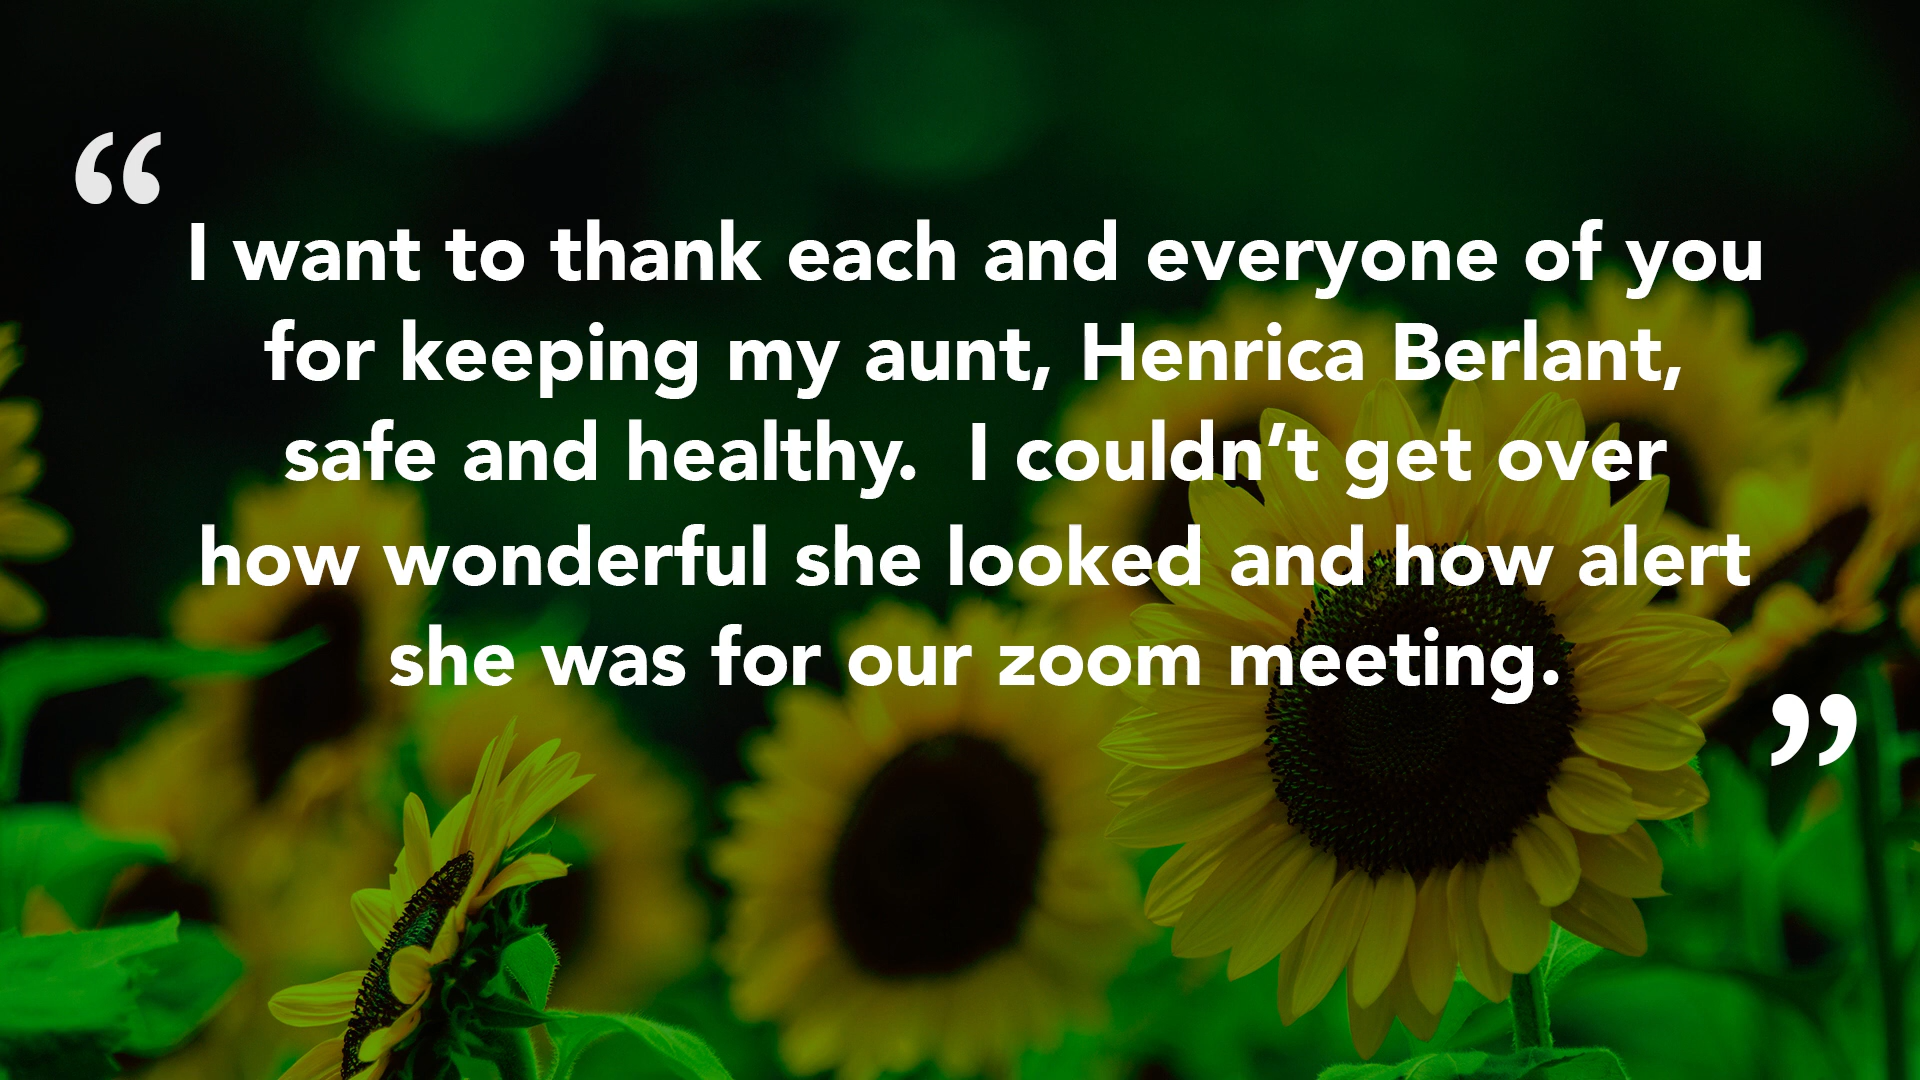 “
I want to thank each and everyone of you
for keeping my aunt, Henrica Berlant,
safe and healthy.  I couldn’t get over
how wonderful she looked and how alert
she was for our zoom meeting.
”